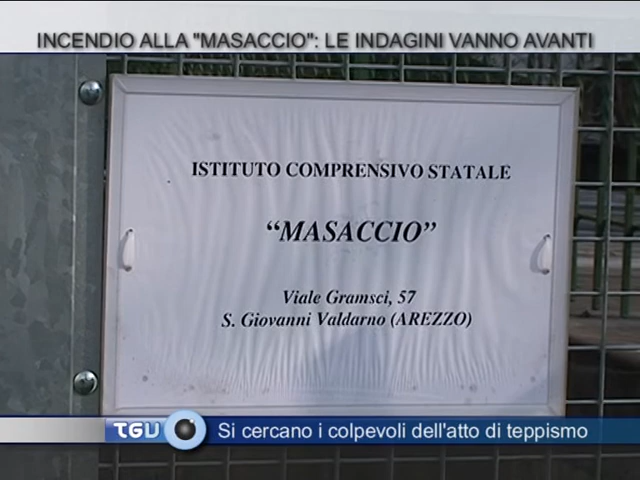 INCENDIO ALLA "MASACCIO": LE INDAGINI VANNO AVANTI
ISTITUTO COMPRENSIVO STATALE
“MASACCIO”
Viale Gramsci, 57
S. Giovanni Valdarno (AREZZO)
TGV Si cercano i colpevoli dell'atto di teppismo